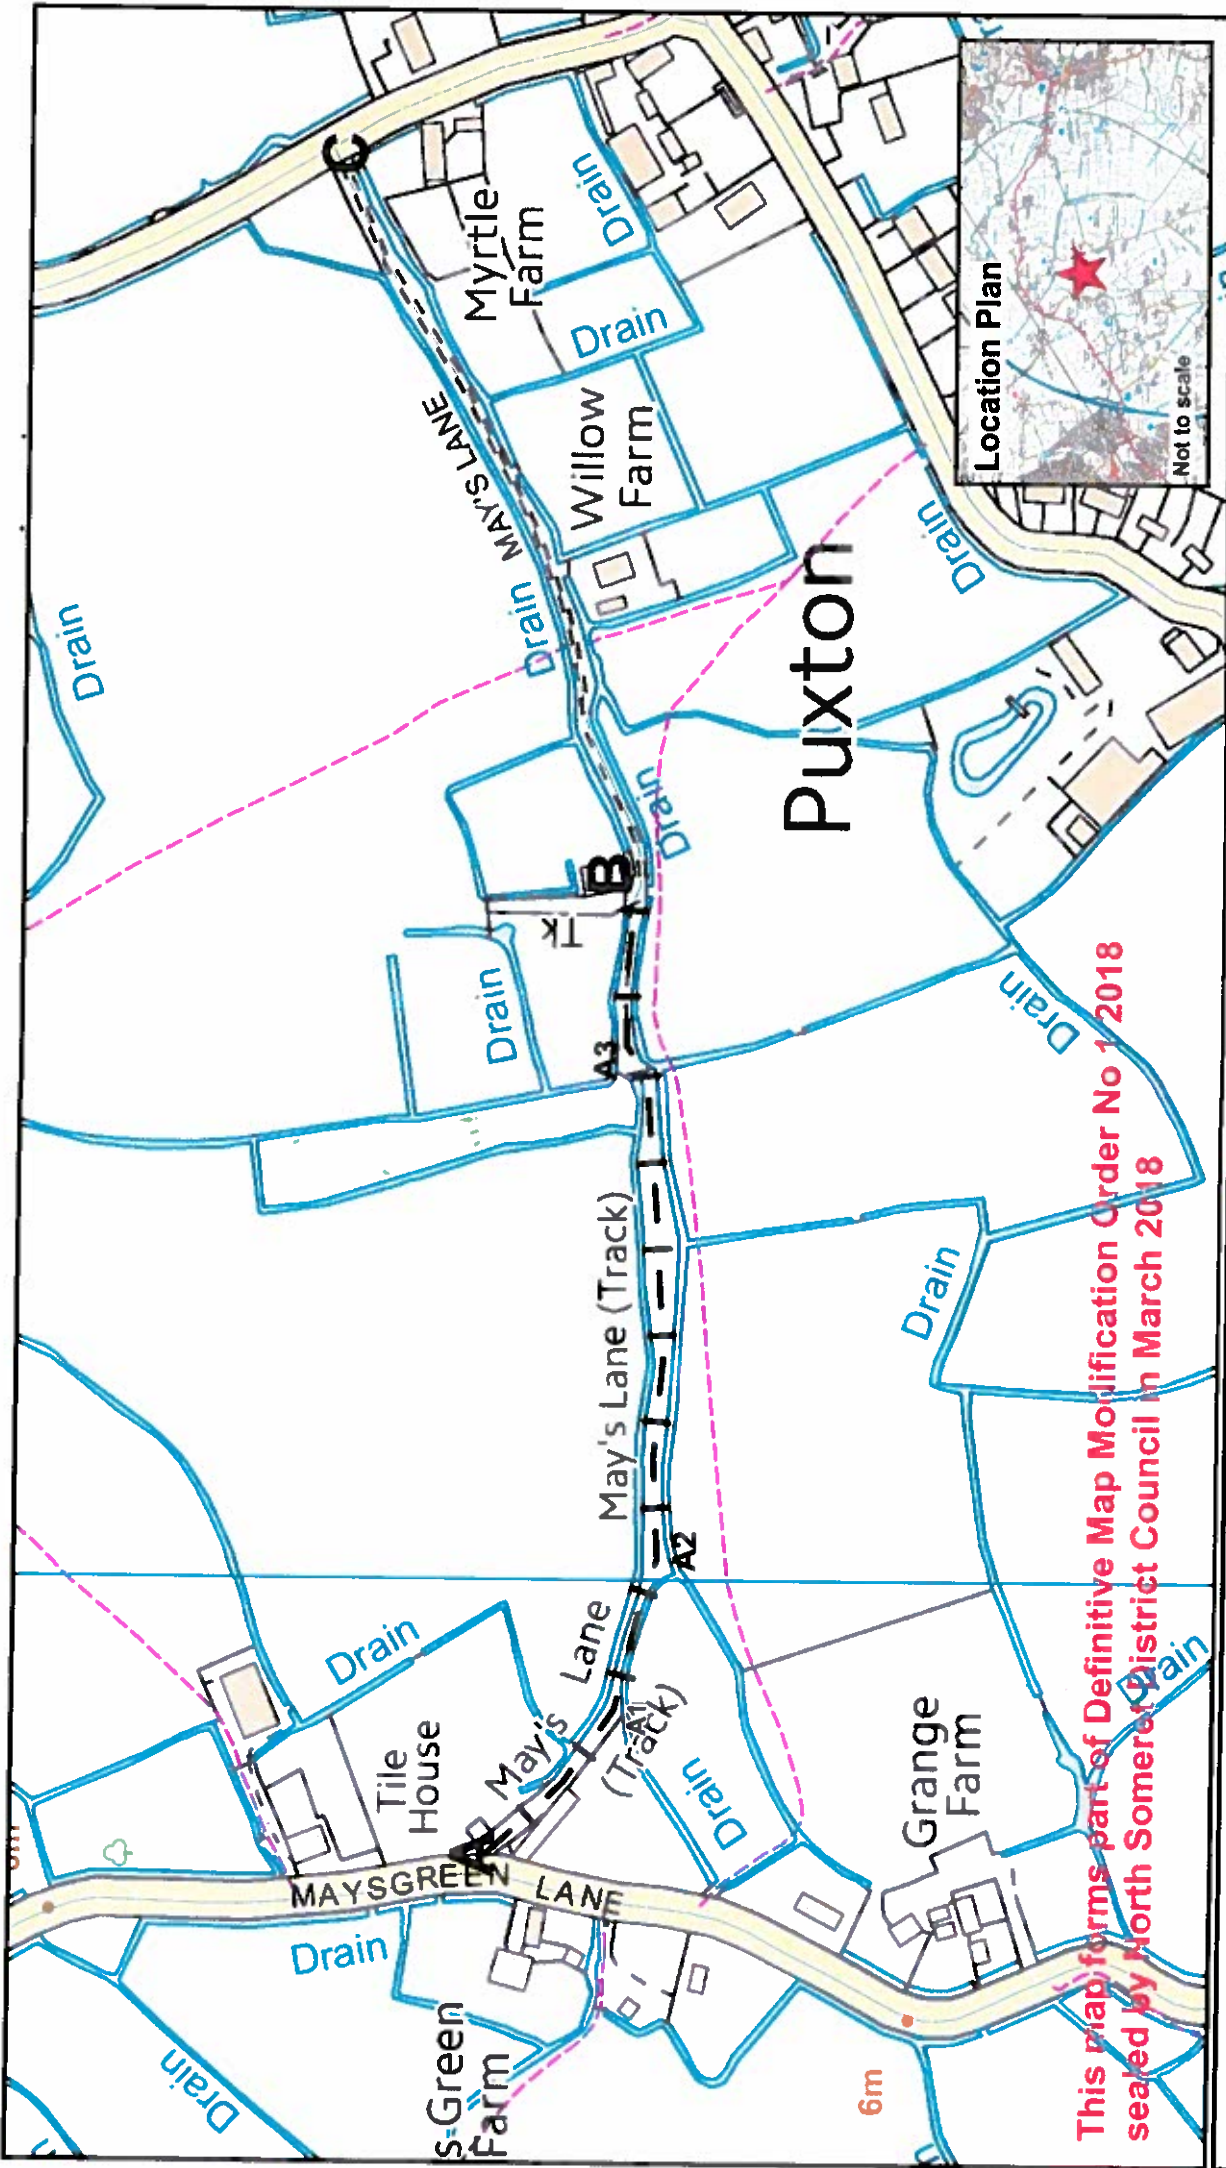 Drain
Drain
Drain
Drain
Drain
Drain
Drain
Drain
Drain
Drain
Drain
Drain
Drain
Drain
6m
s-Green
Farm
MAYSGREEN LANE
Tile
House
Grange
Farm
A
May's Lane
(Track)
A1
A2
May's Lane (Track)
A3
Tk
B
MAY'S LANE
C
Puxton
Willow
Farm
Myrtle
Farm
Location Plan
Not to scale
This map forms part of Definitive Map Modification Order No 1 2018
sealed by North Someret District Council in March 2018